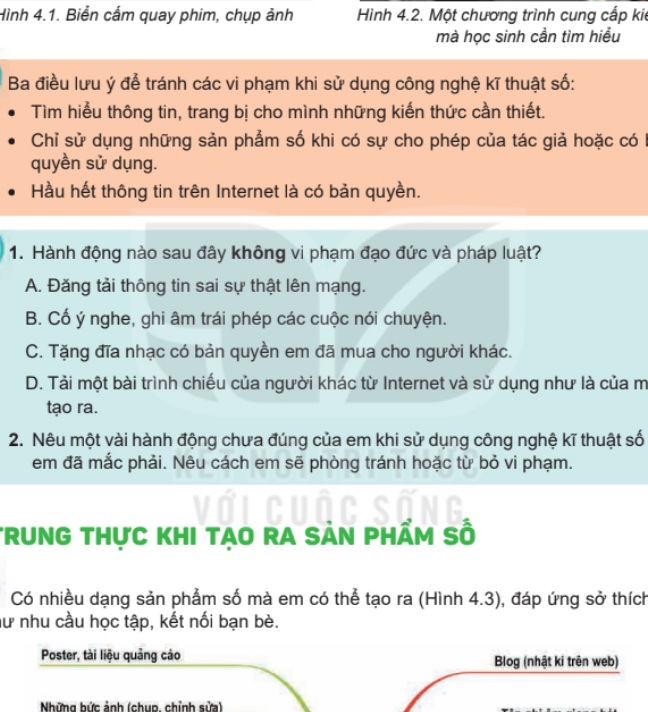 Hình 4.1. Biển cấm quay phim, chụp ảnh
Hình 4.2. Một chương trình cung cấp
mà học sinh cần tìm hiểu
Ba điều lưu ý để tránh các vi phạm khi sử dụng công nghệ kĩ thuật số:
• Tìm hiểu thông tin, trang bị cho mình những kiến thức cần thiết.
• Chỉ sử dụng những sản phẩm số khi có sự cho phép của tác giả hoặc có
quyền sử dụng.
• Hầu hết thông tin trên Internet là có bản quyền.
1. Hành động nào sau đây không vi phạm đạo đức và pháp luật?
A. Đăng tải thông tin sai sự thật lên mạng.
B. Cố ý nghe, ghi âm trái phép các cuộc nói chuyện.
C. Tặng đĩa nhạc có bản quyền em đã mua cho người khác.
D. Tải một bài trình chiếu của người khác từ Internet và sử dụng như là của
tạo ra.
2. Nêu một vài hành động chưa đúng của em khi sử dụng công nghệ kĩ thuật số
em đã mắc phải. Nêu cách em sẽ phòng tránh hoặc từ bỏ vi phạm.
KẾT NỐI TRI THỨC
VỚI CUỘC SỐNG
TRUNG THỰC KHI TẠO RA SẢN PHẨM SỐ
Có nhiều dạng sản phẩm số mà em có thể tạo ra (Hình 4.3), đáp ứng sở thích
như nhu cầu học tập, kết nối bạn bè.
Poster, tài liệu quảng cáo
Blog (nhật kí trên web)
Những bức ảnh (chụp, chỉnh sửa)